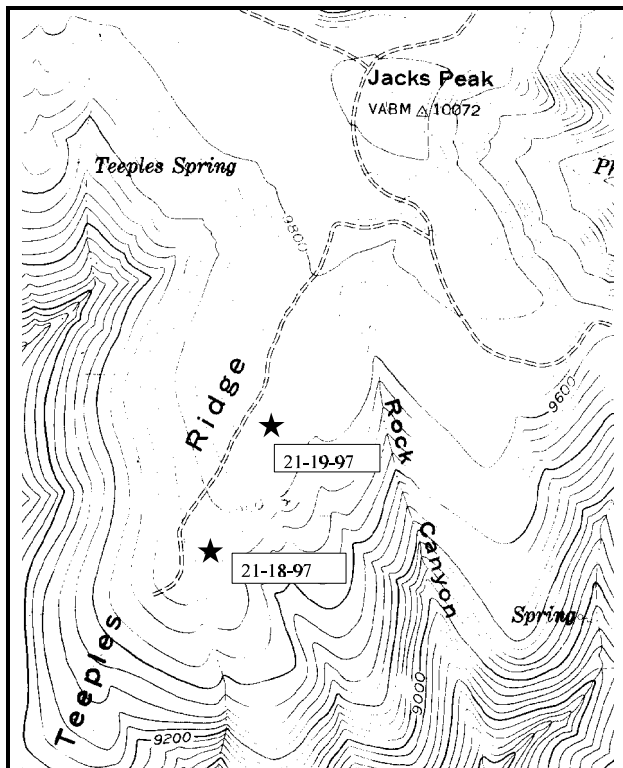 Jacks Peak
VABM △ 10072
Teeples Spring
9800
Ridge
9600
Rock
21-19-97
Canyon
21-18-97
Spring
Teeples
9000
9200